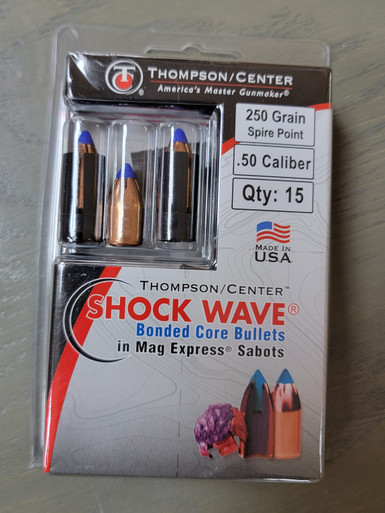 THOMPSON/CENTER
America's Master Gunmaker®
250 Grain
Spire Point
.50 Caliber
Qty: 15
MADE IN
U.S.A.
THOMPSON/CENTER™
SHOCK WAVE®
Bonded Core Bullets
in Mag Express® Sabots